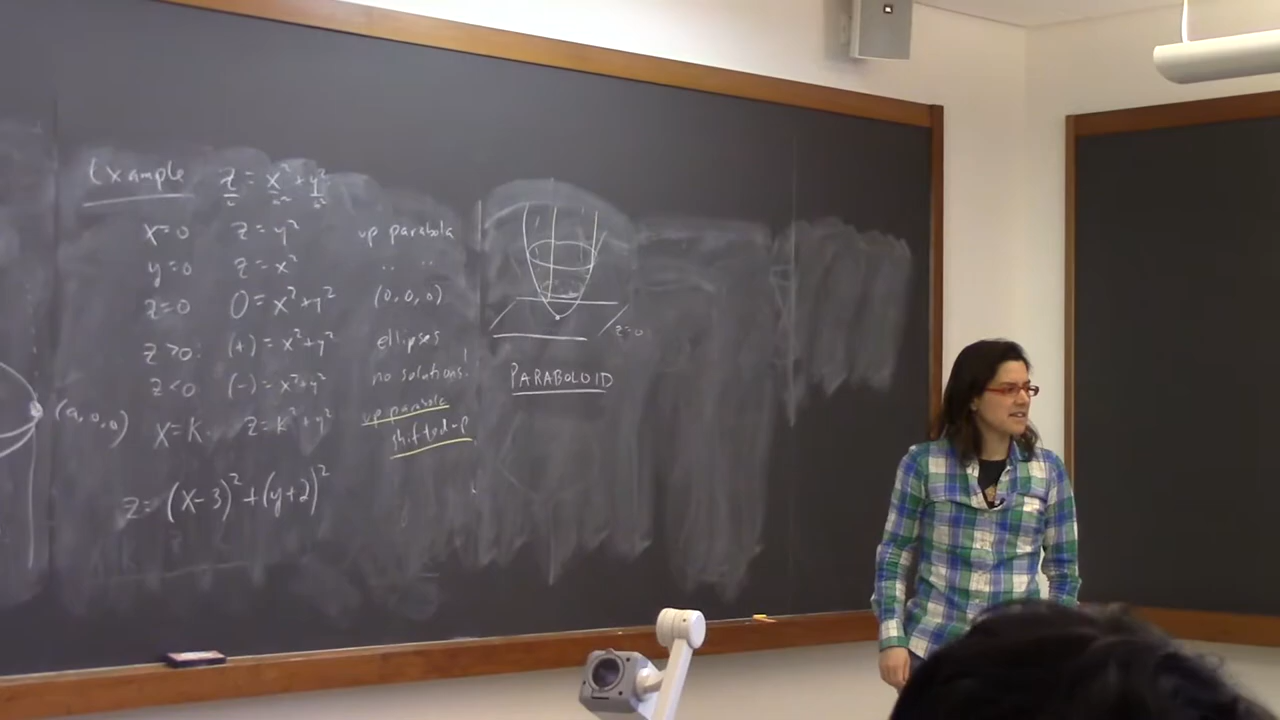 Example z = x² + y²
x=0 z = y² up parabola
y=0 z = x² " "
z=0 0 = x² + y² (0,0,0)
z>0: (+) = x² + y² ellipses
z<0: (-) = x² + y² no solutions!
x=K: z = k² + y² up parabola
shifted up
z = (x-3)² + (y+2)²
(a,0,0)
z=0
PARABOLOID